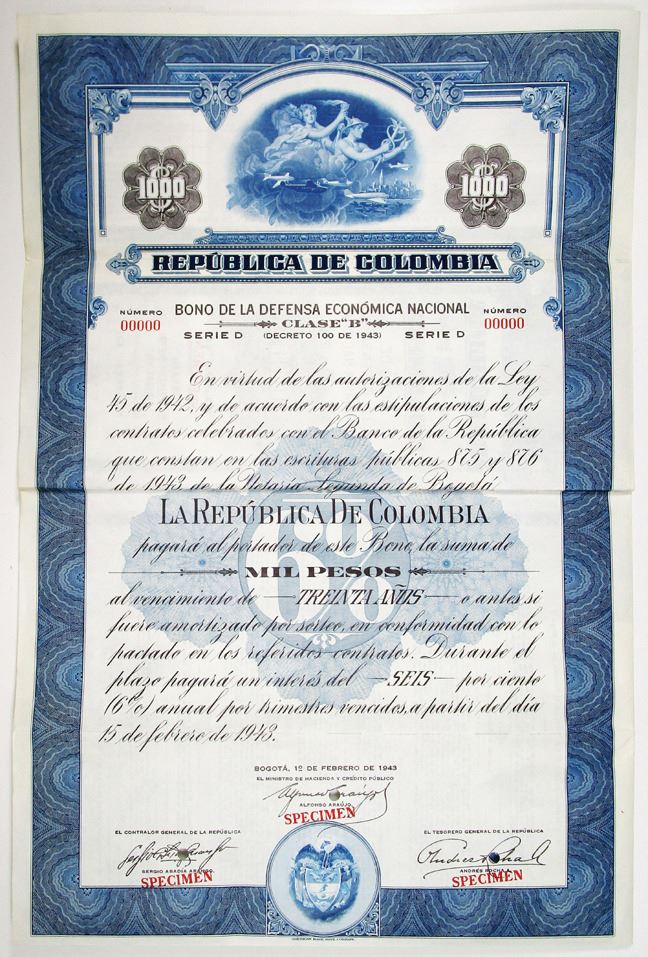 $1000 $1000
REPÚBLICA DE COLOMBIA
NÚMERO BONO DE LA DEFENSA ECONÓMICA NACIONAL NÚMERO
00000 CLASE "B" 00000
SERIE D (DECRETO 100 DE 1943) SERIE D
En virtud de las autorizaciones de la Ley
45 de 1942, y de acuerdo con las estipulaciones de los
contratos celebrados con el Banco de la República
que constan en las escrituras públicas 875 y 876
de 1943 de la Notaría Segunda de Bogotá
LA REPÚBLICA DE COLOMBIA
pagará al portador de este Bono, la suma de
MIL PESOS
al vencimiento de — TREINTA AÑOS — o antes si
fuere amortizado por sorteo, en conformidad con lo
pactado en los referidos contratos. Durante el
plazo pagará un interés del — SEIS — por ciento
(6%) anual por trimestres vencidos, a partir del día
15 de febrero de 1943.
BOGOTÁ, 1º DE FEBRERO DE 1943
EL MINISTRO DE HACIENDA Y CRÉDITO PÚBLICO
ALFONSO ARAÚJO
SPECIMEN
EL CONTRALOR GENERAL DE LA REPÚBLICA EL TESORERO GENERAL DE LA REPÚBLICA
SERGIO ABADÍA ARANGO ANDRÉS ROCHA
SPECIMEN SPECIMEN